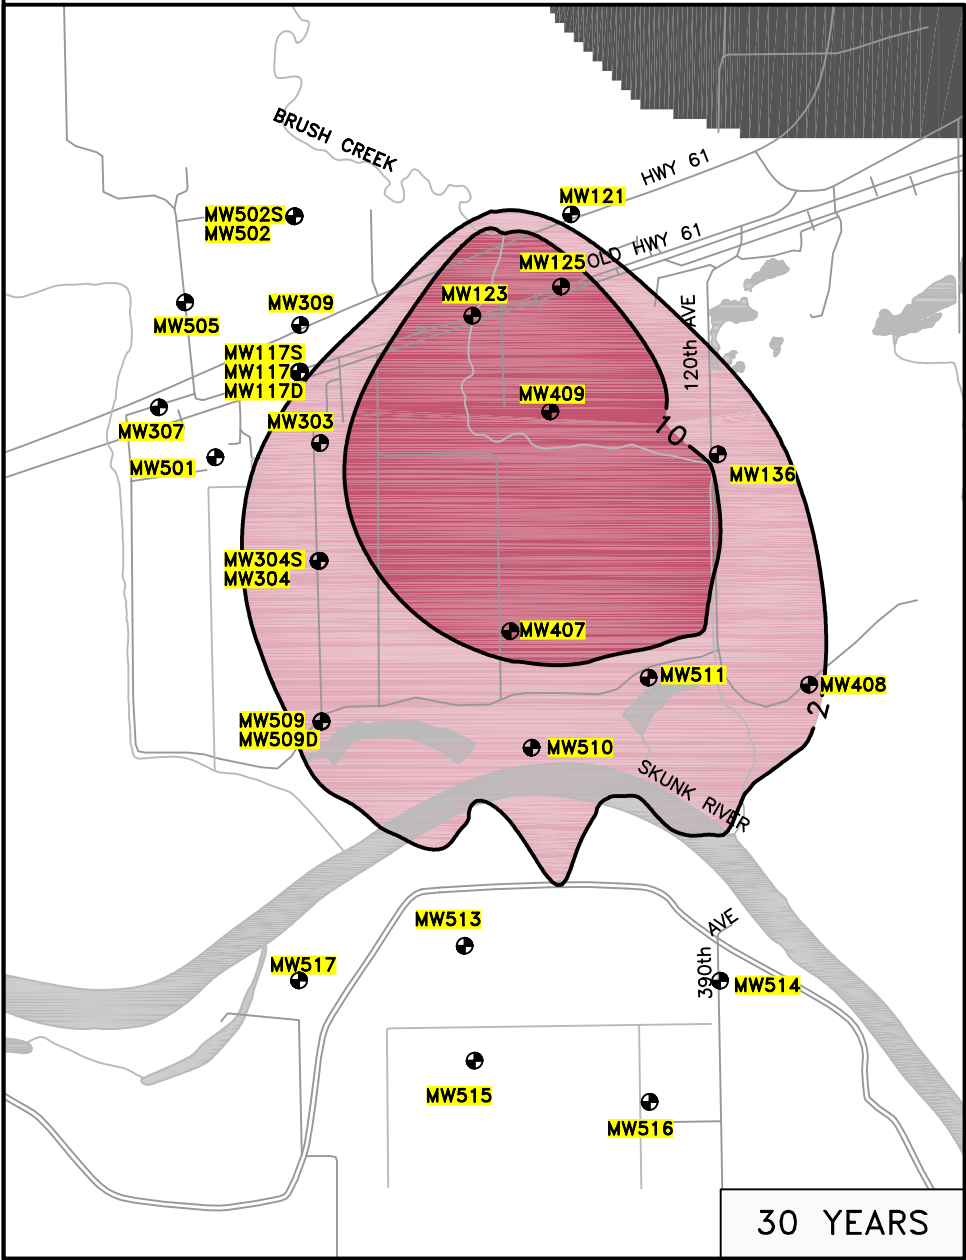 BRUSH CREEK
HWY 61
MW121
MW502S
MW502
OLD HWY 61
MW125
MW123
MW309
MW505
120th AVE
MW117S
MW117
MW117D
MW409
MW303
MW307
10
MW501
MW136
MW304S
MW304
MW407
MW511
MW408
2
MW509
MW509D
MW510
SKUNK RIVER
MW513
390th AVE
MW517
MW514
MW515
MW516
30 YEARS